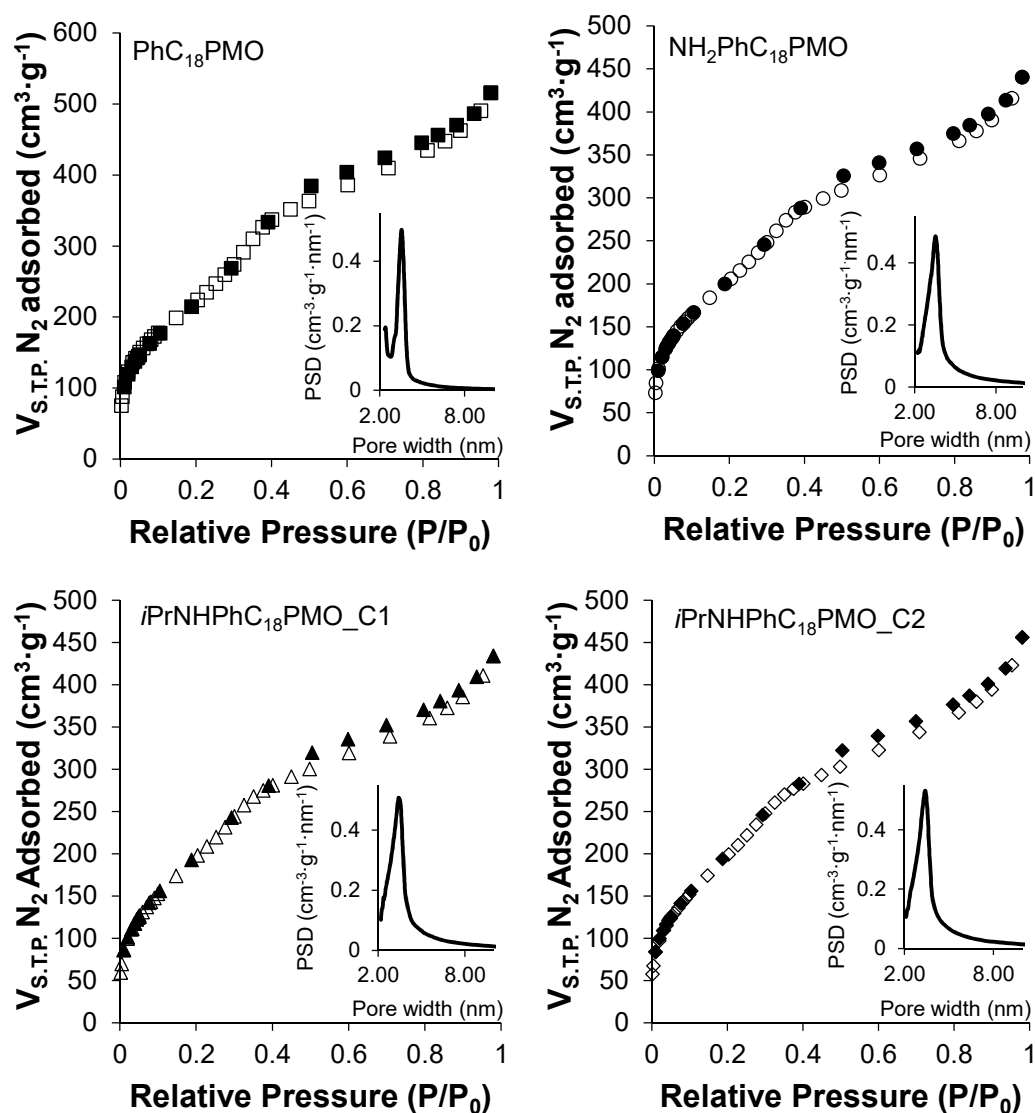 PhC₁₈PMO
V_S.T.P. N₂ adsorbed (cm³·g⁻¹)
600
500
400
300
200
100
0
0 0.2 0.4 0.6 0.8 1
Relative Pressure (P/P₀)
PSD (cm⁻³·g⁻¹·nm⁻¹)
0.4
0.2
0
2.00 8.00
Pore width (nm)
NH₂PhC₁₈PMO
V_S.T.P. N₂ adsorbed (cm³·g⁻¹)
500
450
400
350
300
250
200
150
100
50
0
0 0.2 0.4 0.6 0.8 1
Relative Pressure (P/P₀)
PSD (cm⁻³·g⁻¹·nm⁻¹)
0.4
0.2
0
2.00 8.00
Pore width (nm)
iPrNHPhC₁₈PMO_C1
V_S.T.P. N₂ Adsorbed (cm³·g⁻¹)
500
450
400
350
300
250
200
150
100
50
0
0 0.2 0.4 0.6 0.8 1
Relative Pressure (P/P₀)
PSD (cm⁻³·g⁻¹·nm⁻¹)
0.4
0.2
0
2.00 8.00
Pore width (nm)
iPrNHPhC₁₈PMO_C2
V_S.T.P. N₂ Adsorbed (cm³·g⁻¹)
500
450
400
350
300
250
200
150
100
50
0
0 0.2 0.4 0.6 0.8 1
Relative Pressure (P/P₀)
PSD (cm⁻³·g⁻¹·nm⁻¹)
0.4
0.2
0
2.00 8.00
Pore width (nm)